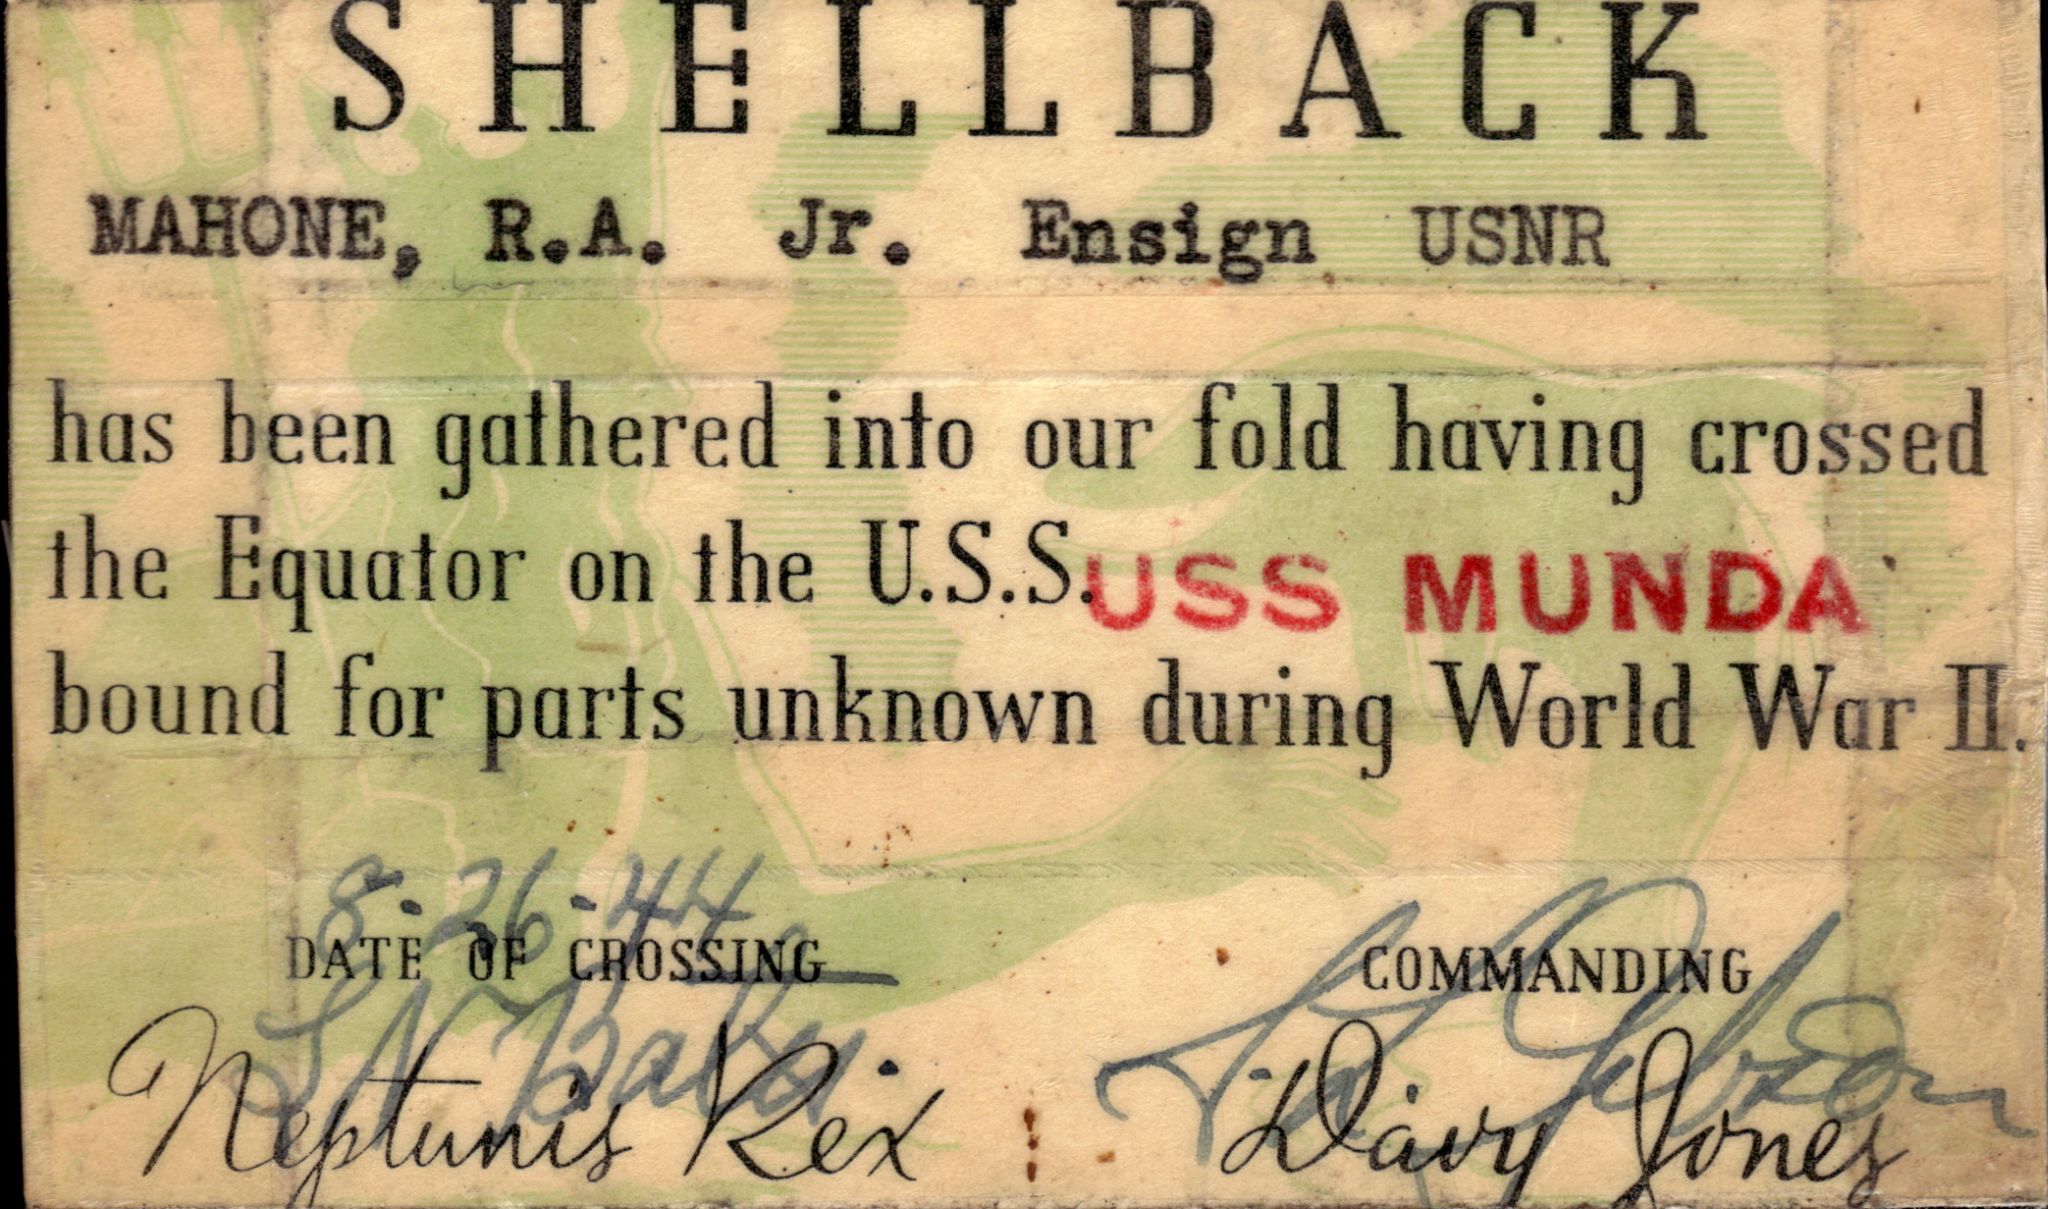 SHELLBACK
MAHONE, R.A. Jr. Ensign USNR
has been gathered into our fold having crossed
the Equator on the U.S.S. USS MUNDA
bound for parts unknown during World War II.
8-26-44
DATE OF CROSSING COMMANDING
Neptunis Rex Davy Jones